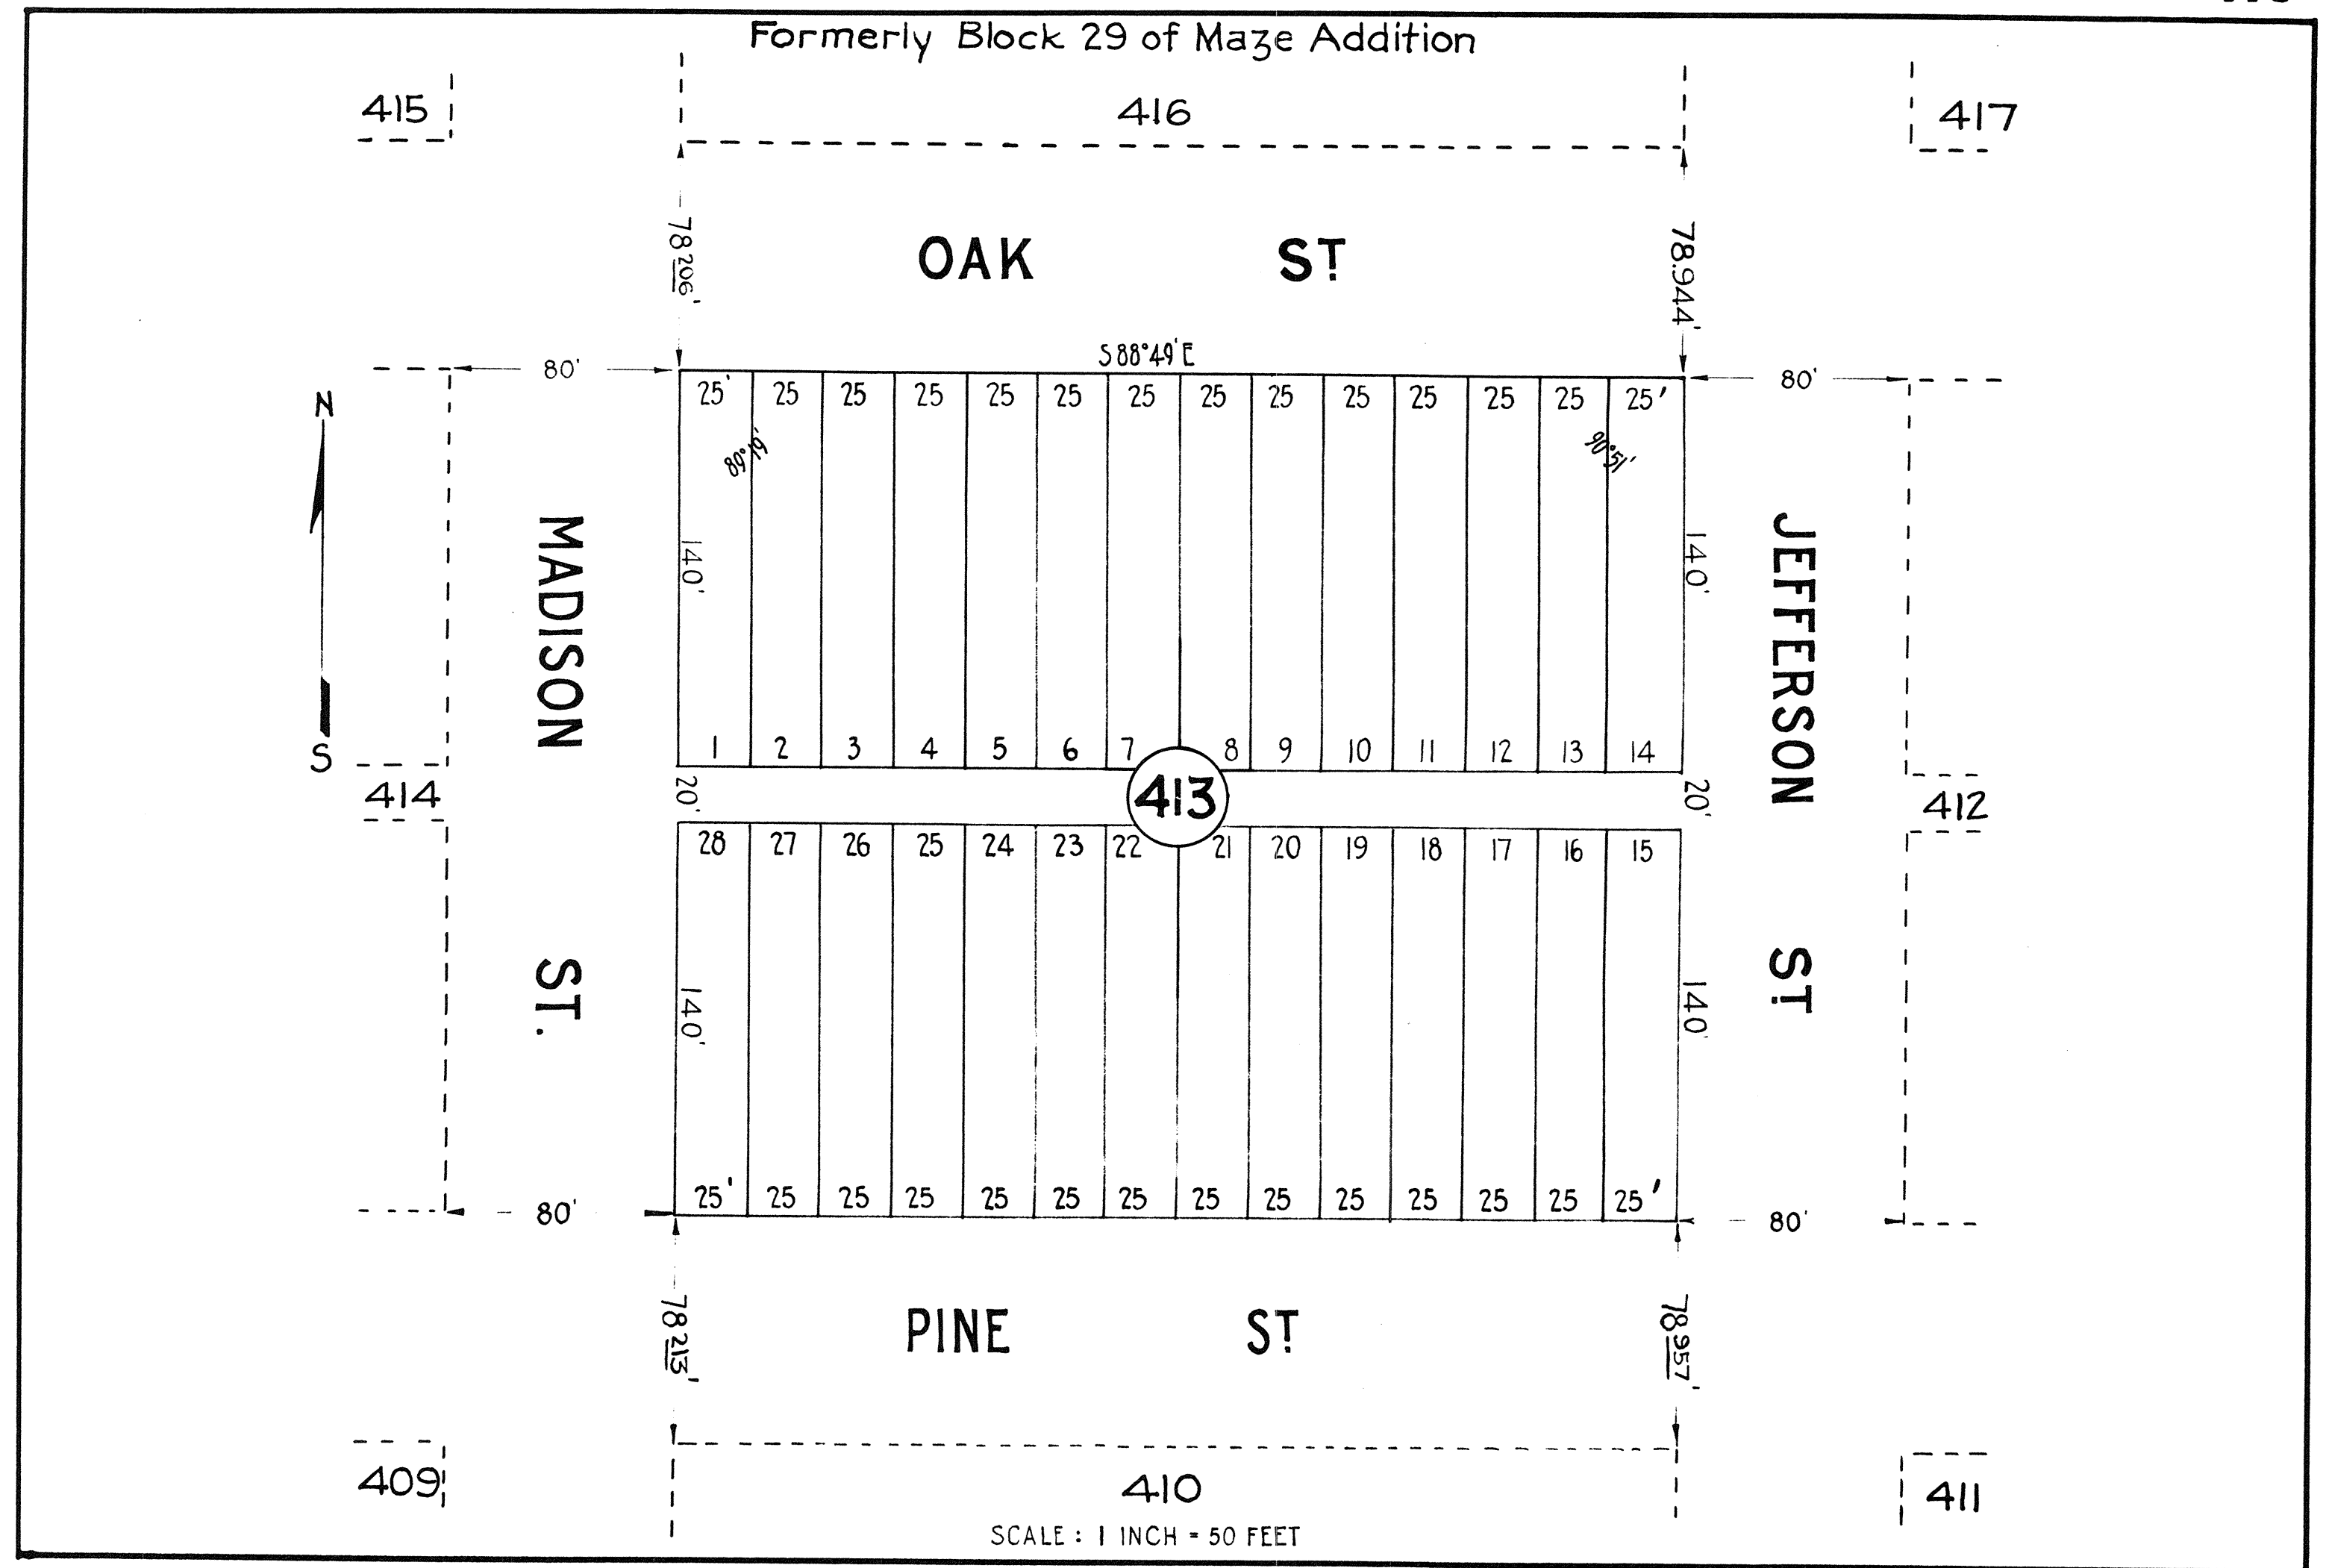 Formerly Block 29 of Maze Addition
415
416
417
78 206'
OAK ST
78.944'
80'
S 88°49' E
80'
25' 25 25 25 25 25 25 25 25 25 25 25 25 25'
N
89°19'
90°51'
MADISON ST.
140'
140'
JEFFERSON ST
S
1 2 3 4 5 6 7 8 9 10 11 12 13 14
414
20'
413
20'
412
28 27 26 25 24 23 22 21 20 19 18 17 16 15
140'
140'
25' 25 25 25 25 25 25 25 25 25 25 25 25 25'
80'
80'
78 213'
PINE ST
78 957'
409
410
411
SCALE : 1 INCH = 50 FEET